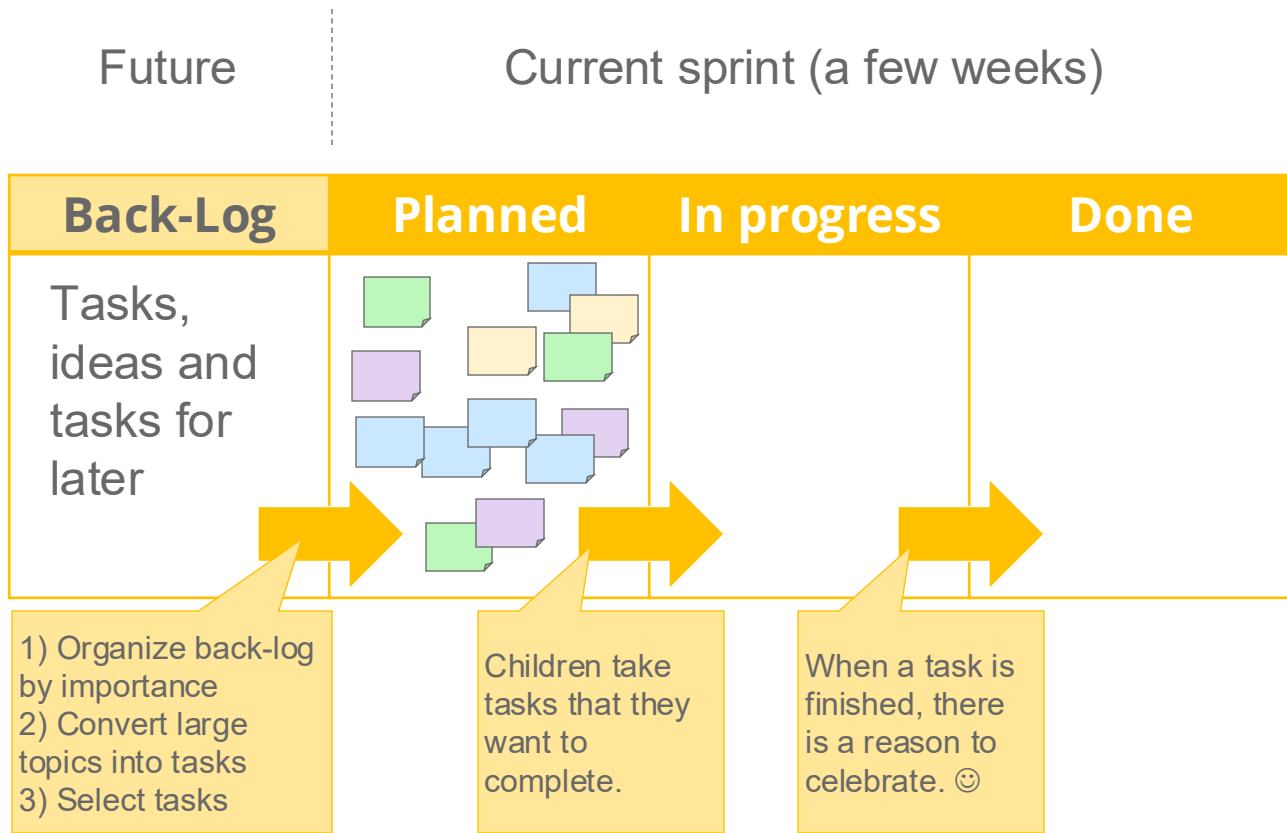 Future
Current sprint (a few weeks)
Back-Log
Planned
In progress
Done
Tasks,
ideas and
tasks for
later
1) Organize back-log
by importance
2) Convert large
topics into tasks
3) Select tasks
Children take
tasks that they
want to
complete.
When a task is
finished, there
is a reason to
celebrate. ☺